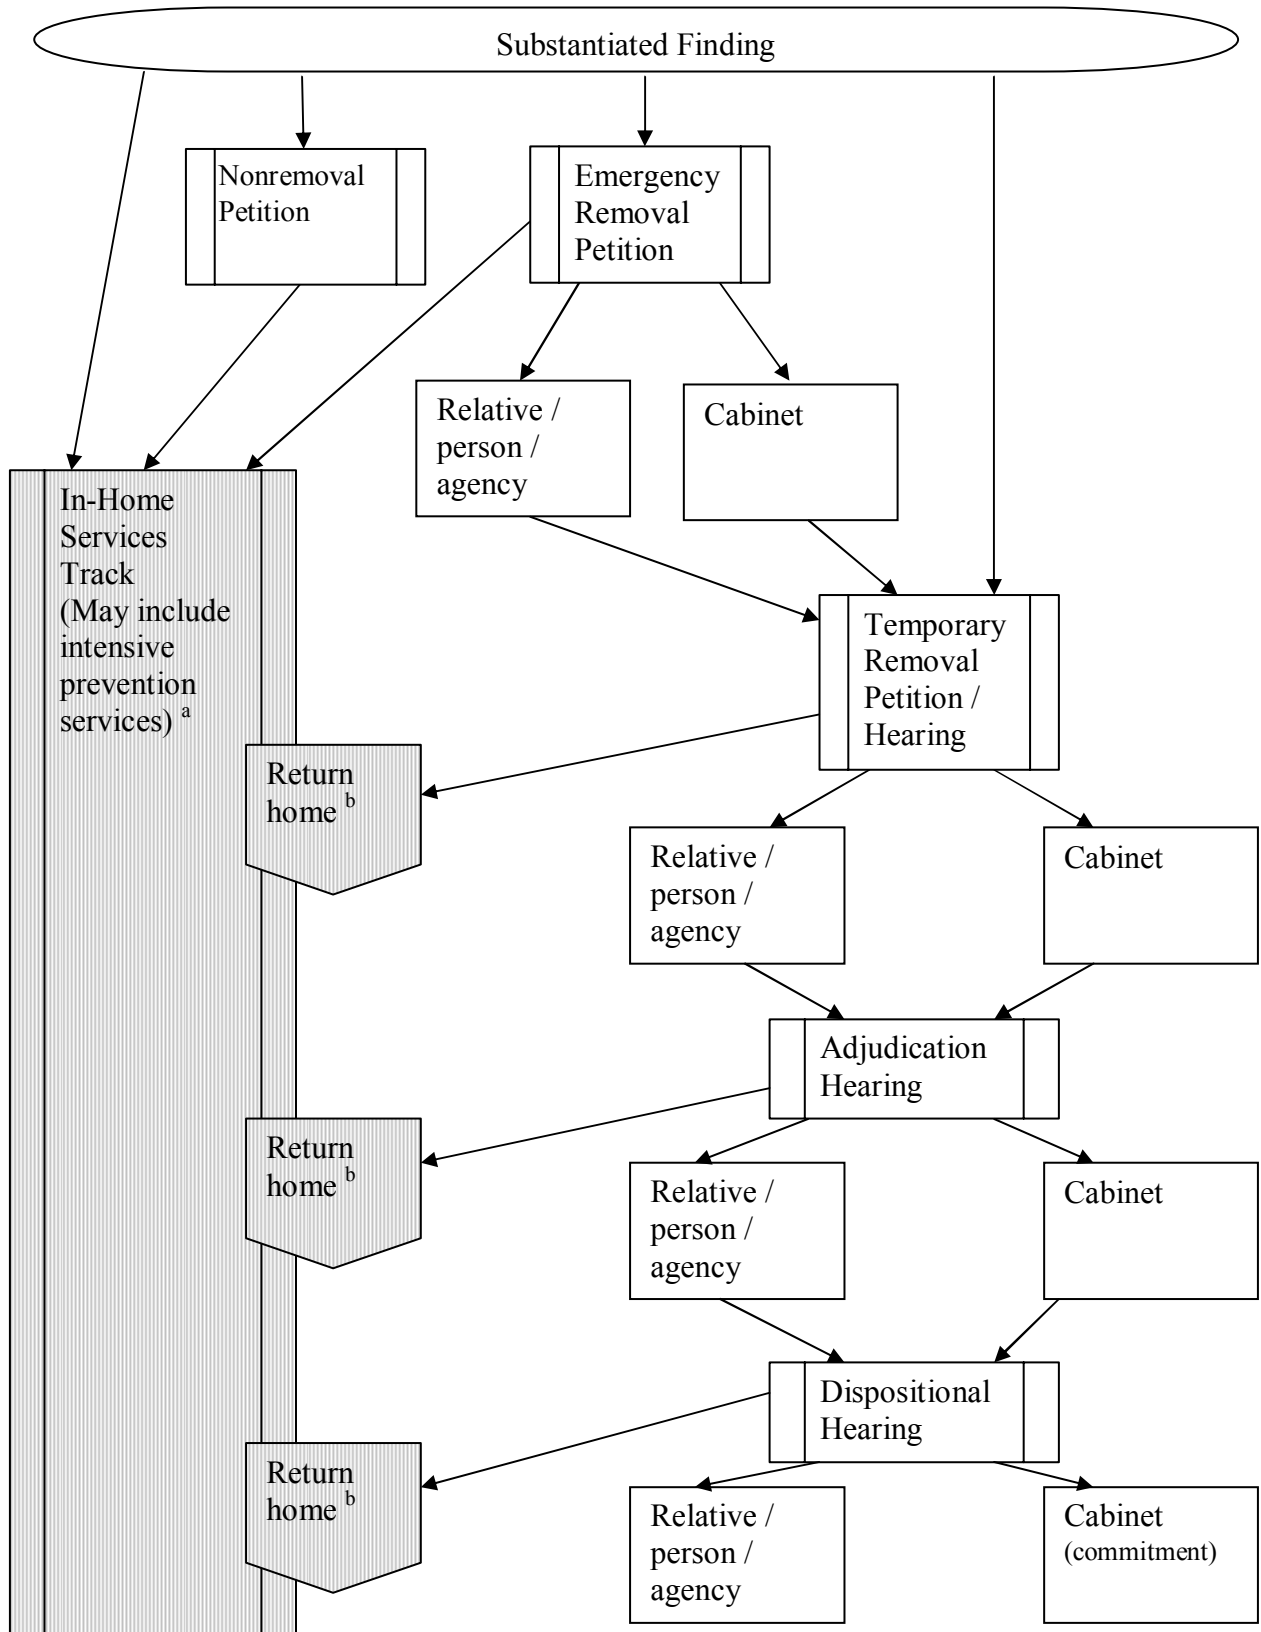 Substantiated Finding
Nonremoval
Petition
Emergency
Removal
Petition
Relative /
person /
agency
Cabinet
In-Home
Services
Track
(May include
intensive
prevention
services) a
Temporary
Removal
Petition /
Hearing
Return
home b
Relative /
person /
agency
Cabinet
Adjudication
Hearing
Return
home b
Relative /
person /
agency
Cabinet
Dispositional
Hearing
Return
home b
Relative /
person /
agency
Cabinet
(commitment)